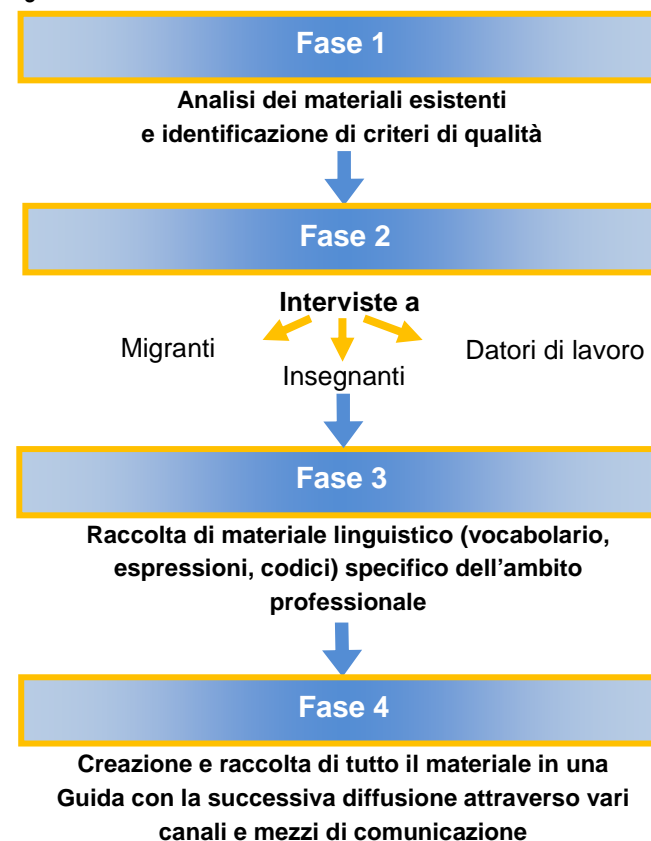 Fase 1
Analisi dei materiali esistenti
e identificazione di criteri di qualità
Fase 2
Interviste a
Migranti
Datori di lavoro
Insegnanti
Fase 3
Raccolta di materiale linguistico (vocabolario,
espressioni, codici) specifico dell’ambito
professionale
Fase 4
Creazione e raccolta di tutto il materiale in una
Guida con la successiva diffusione attraverso vari
canali e mezzi di comunicazione